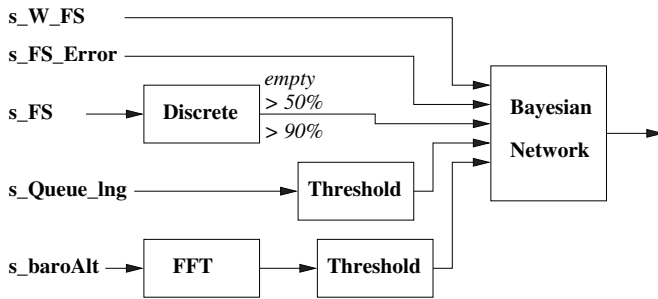 s_W_FS
s_FS_Error
s_FS
Discrete
empty
> 50%
> 90%
Bayesian
Network
s_Queue_lng
Threshold
s_baroAlt
FFT
Threshold